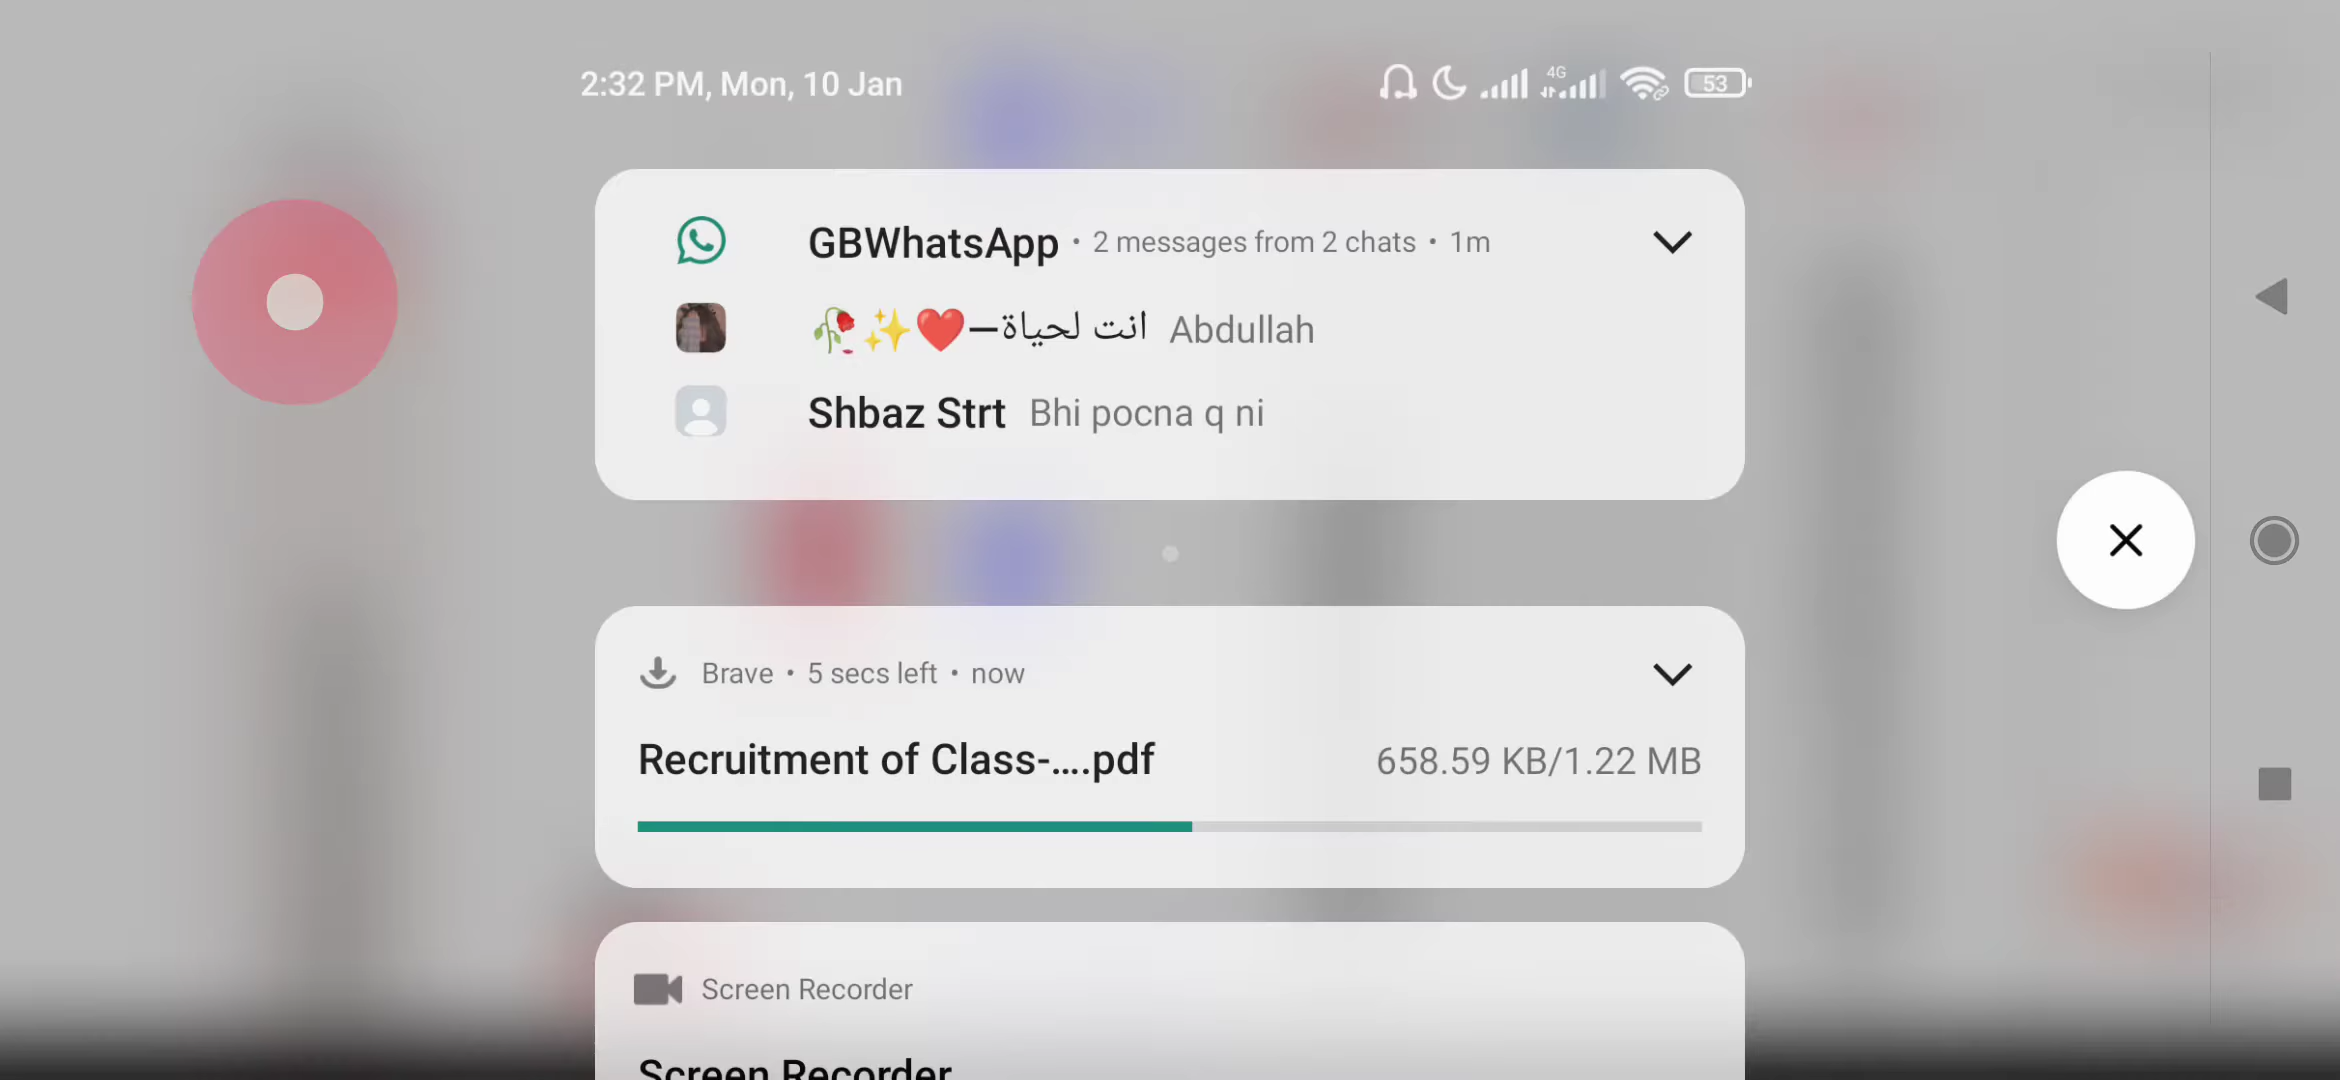 2:32 PM, Mon, 10 Jan
4G
53
GBWhatsApp • 2 messages from 2 chats • 1m
🥀✨❤️—انت لحياة Abdullah
Shbaz Strt Bhi pocna q ni
Brave • 5 secs left • now
Recruitment of Class-....pdf 658.59 KB/1.22 MB
Screen Recorder
Screen Recorder